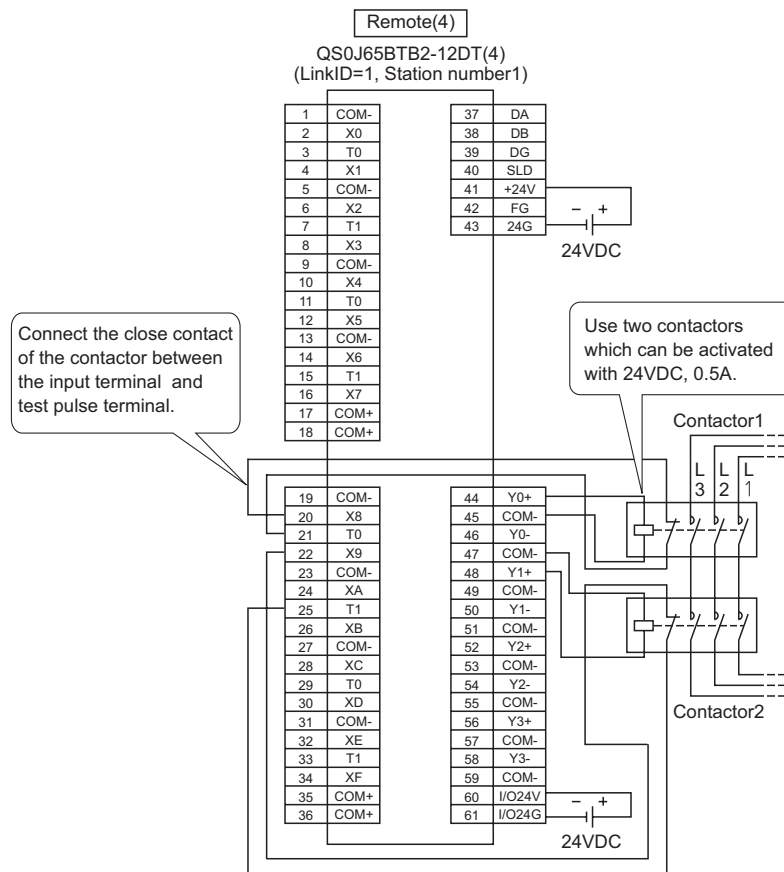 Remote(4)
QS0J65BTB2-12DT(4)
(LinkID=1, Station number1)
1 COM-
2 X0
3 T0
4 X1
5 COM-
6 X2
7 T1
8 X3
9 COM-
10 X4
11 T0
12 X5
13 COM-
14 X6
15 T1
16 X7
17 COM+
18 COM+
37 DA
38 DB
39 DG
40 SLD
41 +24V
42 FG
43 24G
− +
24VDC
Connect the close contact
of the contactor between
the input terminal and
test pulse terminal.
Use two contactors
which can be activated
with 24VDC, 0.5A.
Contactor1
L L L
3 2 1
19 COM-
20 X8
21 T0
22 X9
23 COM-
24 XA
25 T1
26 XB
27 COM-
28 XC
29 T0
30 XD
31 COM-
32 XE
33 T1
34 XF
35 COM+
36 COM+
44 Y0+
45 COM-
46 Y0-
47 COM-
48 Y1+
49 COM-
50 Y1-
51 COM-
52 Y2+
53 COM-
54 Y2-
55 COM-
56 Y3+
57 COM-
58 Y3-
59 COM-
60 I/O24V
61 I/O24G
Contactor2
− +
24VDC